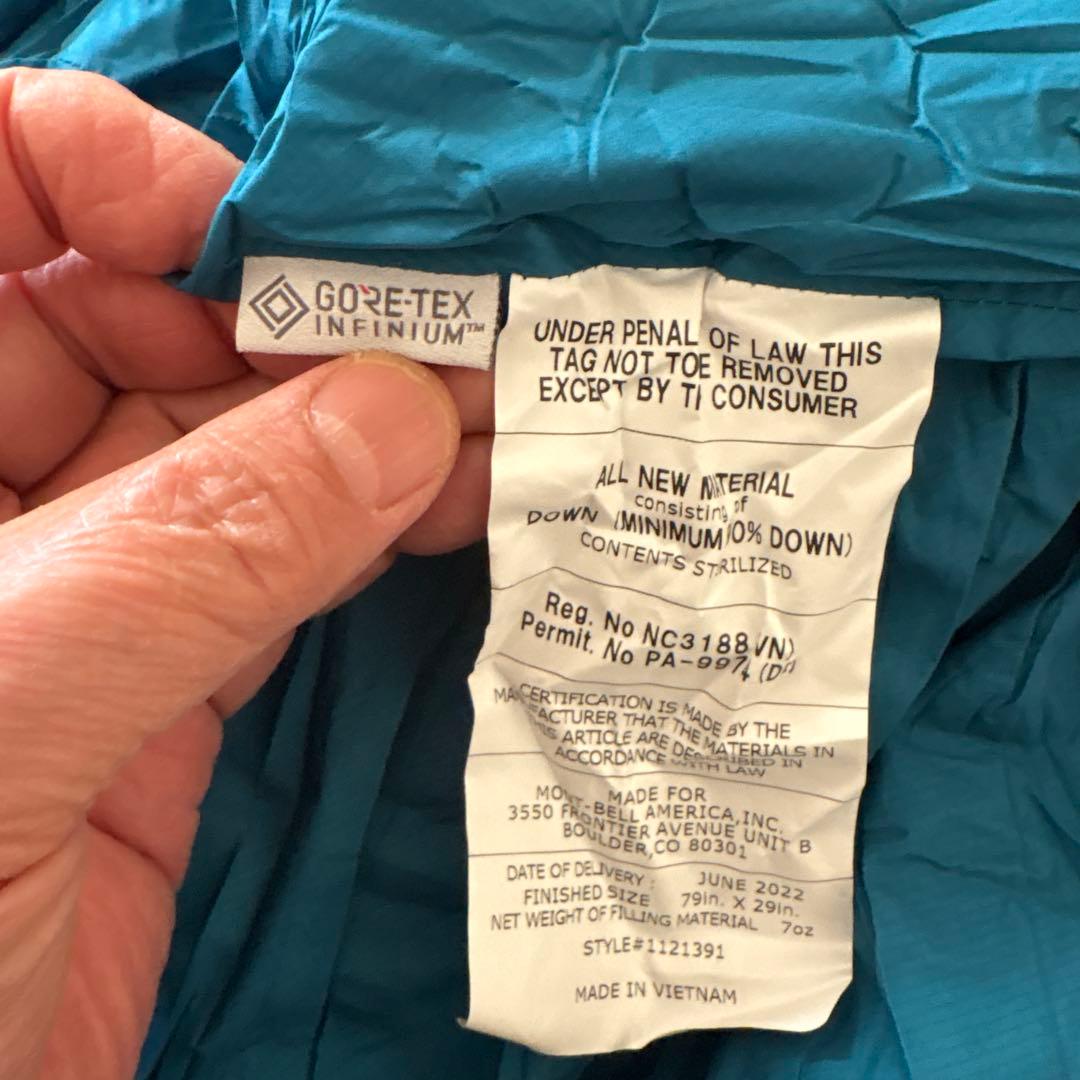 GORE-TEX
INFINIUM™
UNDER PENAL OF LAW THIS
TAG NOT TOE REMOVED
EXCEPT BY CONSUMER
ALL NEW MATERIAL
consisting of
DOWN (MINIMUM 0% DOWN)
CONTENTS STERILIZED
Reg. No NC3188 VN)
Permit. No PA-997
CERTIFICATION IS MADE BY THE
THAT THE MATERIALS IN
ARTICLE ARE DESCRIBED IN
ACCORDANCE WITH LAW
MADE FOR
MONT-BELL AMERICA,INC.
3550 FRONTIER AVENUE UNIT B
BOULDER,CO 80301
DATE OF DELIVERY : JUNE 2022
FINISHED SIZE 79in. X 29in.
NET WEIGHT OF FILLING MATERIAL 7oz
STYLE#1121391
MADE IN VIETNAM